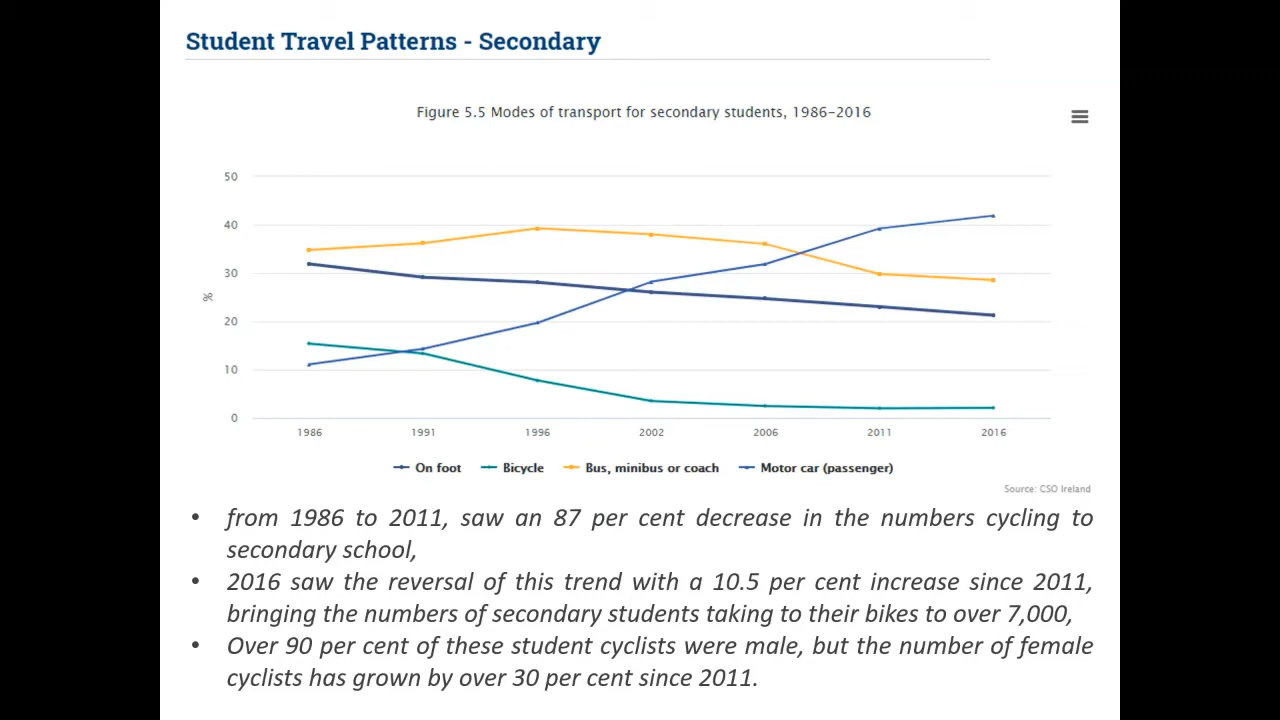 Student Travel Patterns - Secondary
Figure 5.5 Modes of transport for secondary students, 1986-2016
50
40
30
20
10
0
%
1986 1991 1996 2002 2006 2011 2016
On foot Bicycle Bus, minibus or coach Motor car (passenger)
Source: CSO Ireland
• from 1986 to 2011, saw an 87 per cent decrease in the numbers cycling to
secondary school,
• 2016 saw the reversal of this trend with a 10.5 per cent increase since 2011,
bringing the numbers of secondary students taking to their bikes to over 7,000,
• Over 90 per cent of these student cyclists were male, but the number of female
cyclists has grown by over 30 per cent since 2011.